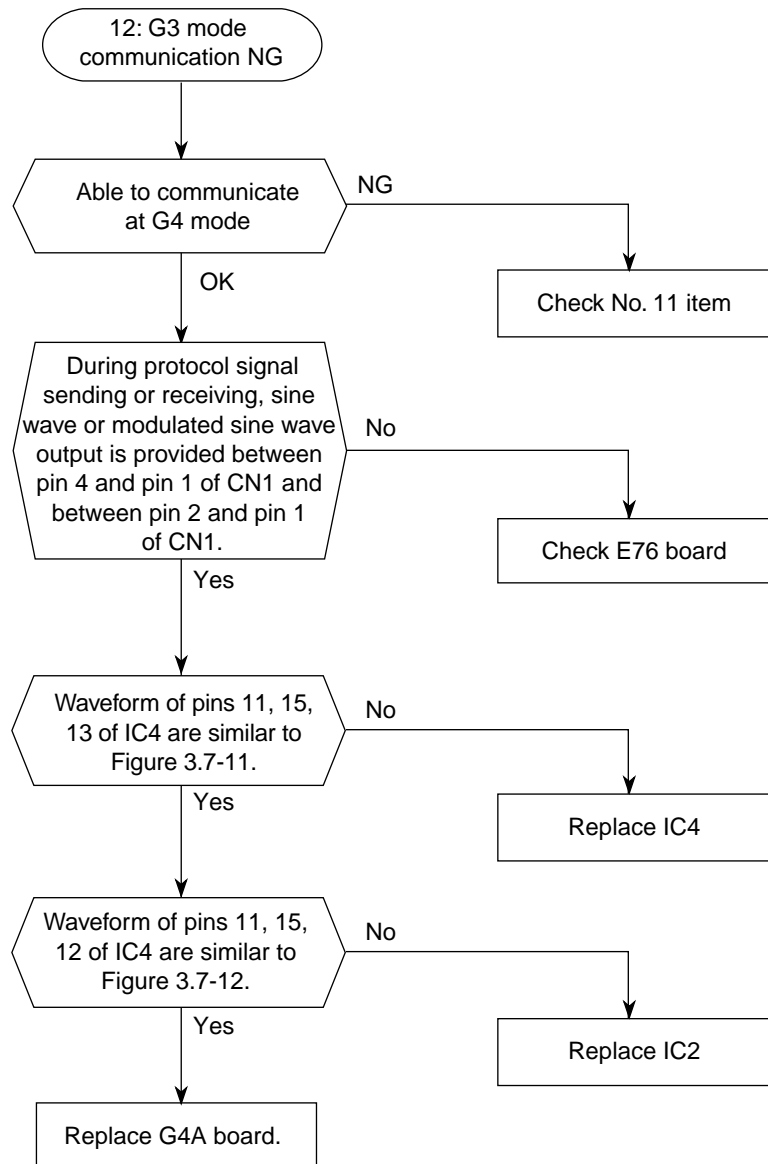 12: G3 mode
communication NG
Able to communicate
at G4 mode
NG
OK
Check No. 11 item
During protocol signal
sending or receiving, sine
wave or modulated sine wave
output is provided between
pin 4 and pin 1 of CN1 and
between pin 2 and pin 1
of CN1.
No
Yes
Check E76 board
Waveform of pins 11, 15,
13 of IC4 are similar to
Figure 3.7-11.
No
Yes
Replace IC4
Waveform of pins 11, 15,
12 of IC4 are similar to
Figure 3.7-12.
No
Yes
Replace IC2
Replace G4A board.